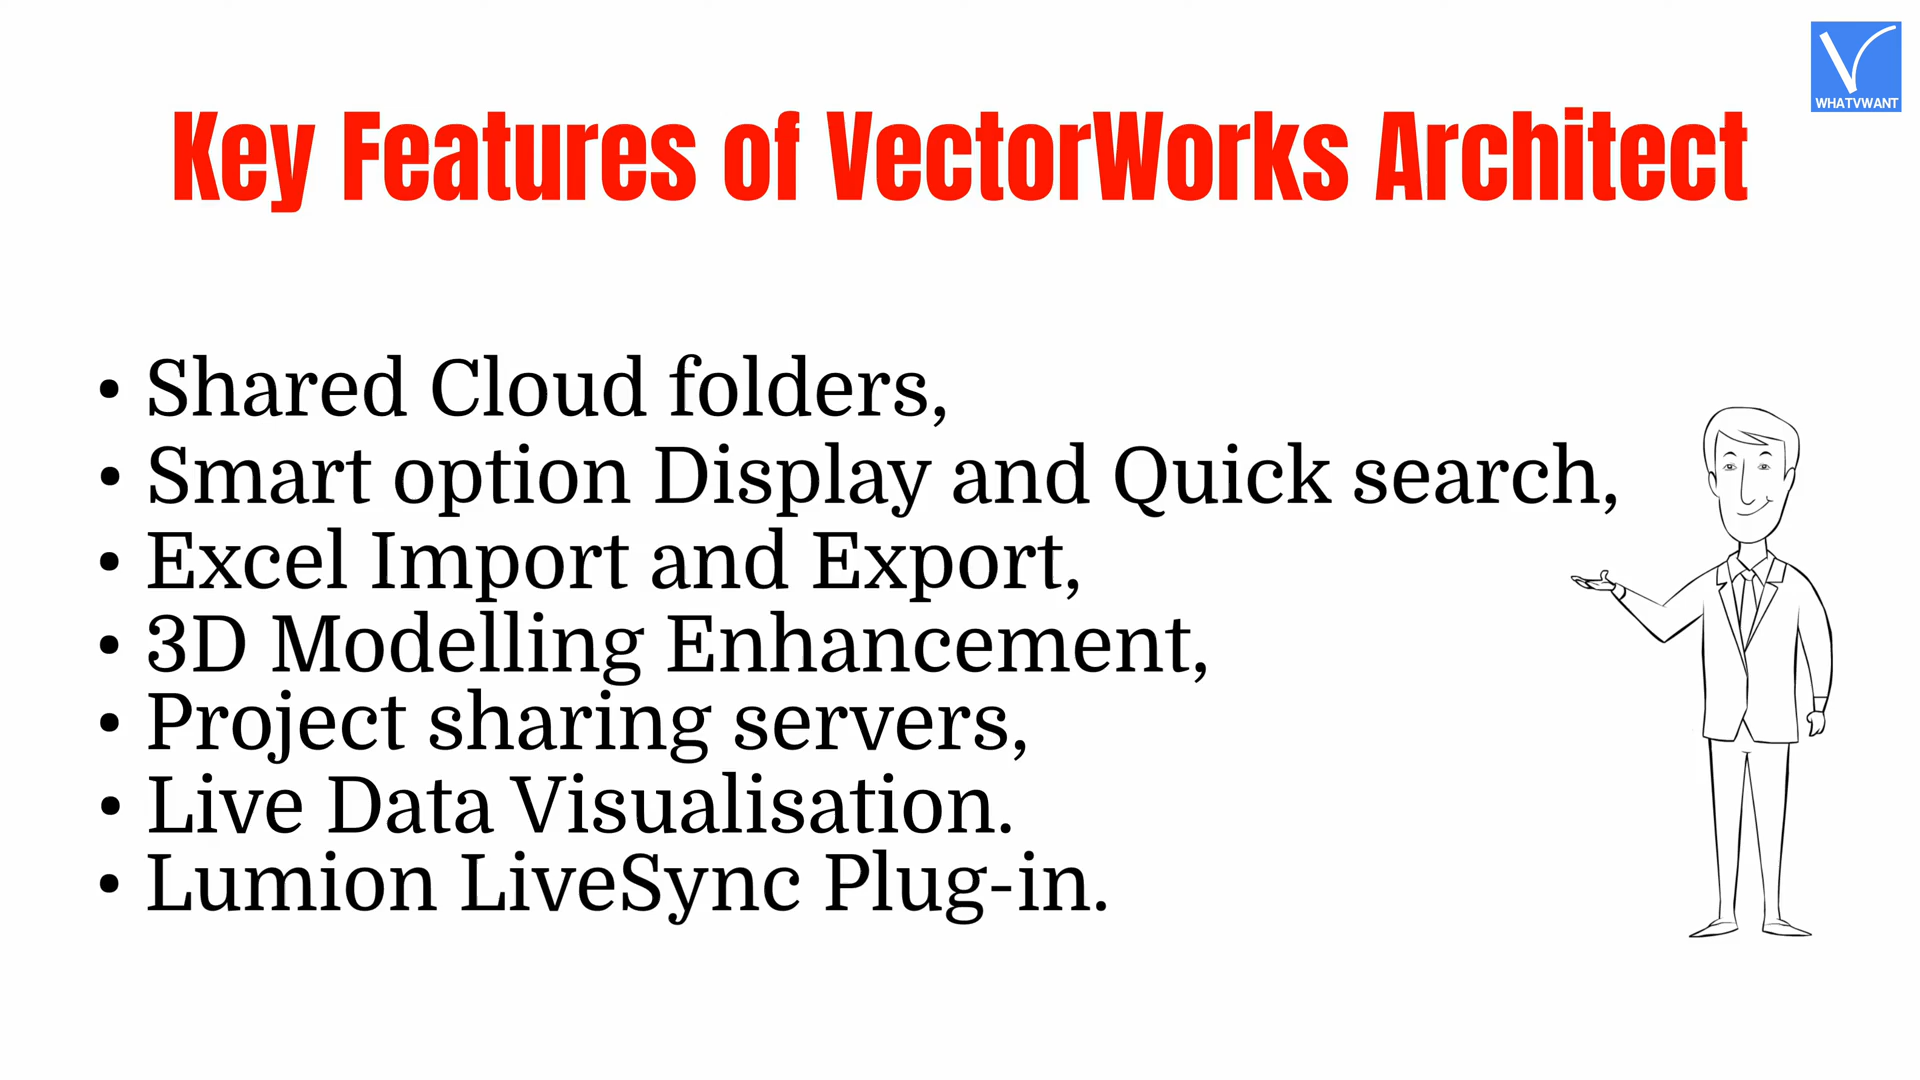 WHATVWANT
Key Features of VectorWorks Architect
• Shared Cloud folders,
• Smart option Display and Quick search,
• Excel Import and Export,
• 3D Modelling Enhancement,
• Project sharing servers,
• Live Data Visualisation.
• Lumion LiveSync Plug-in.